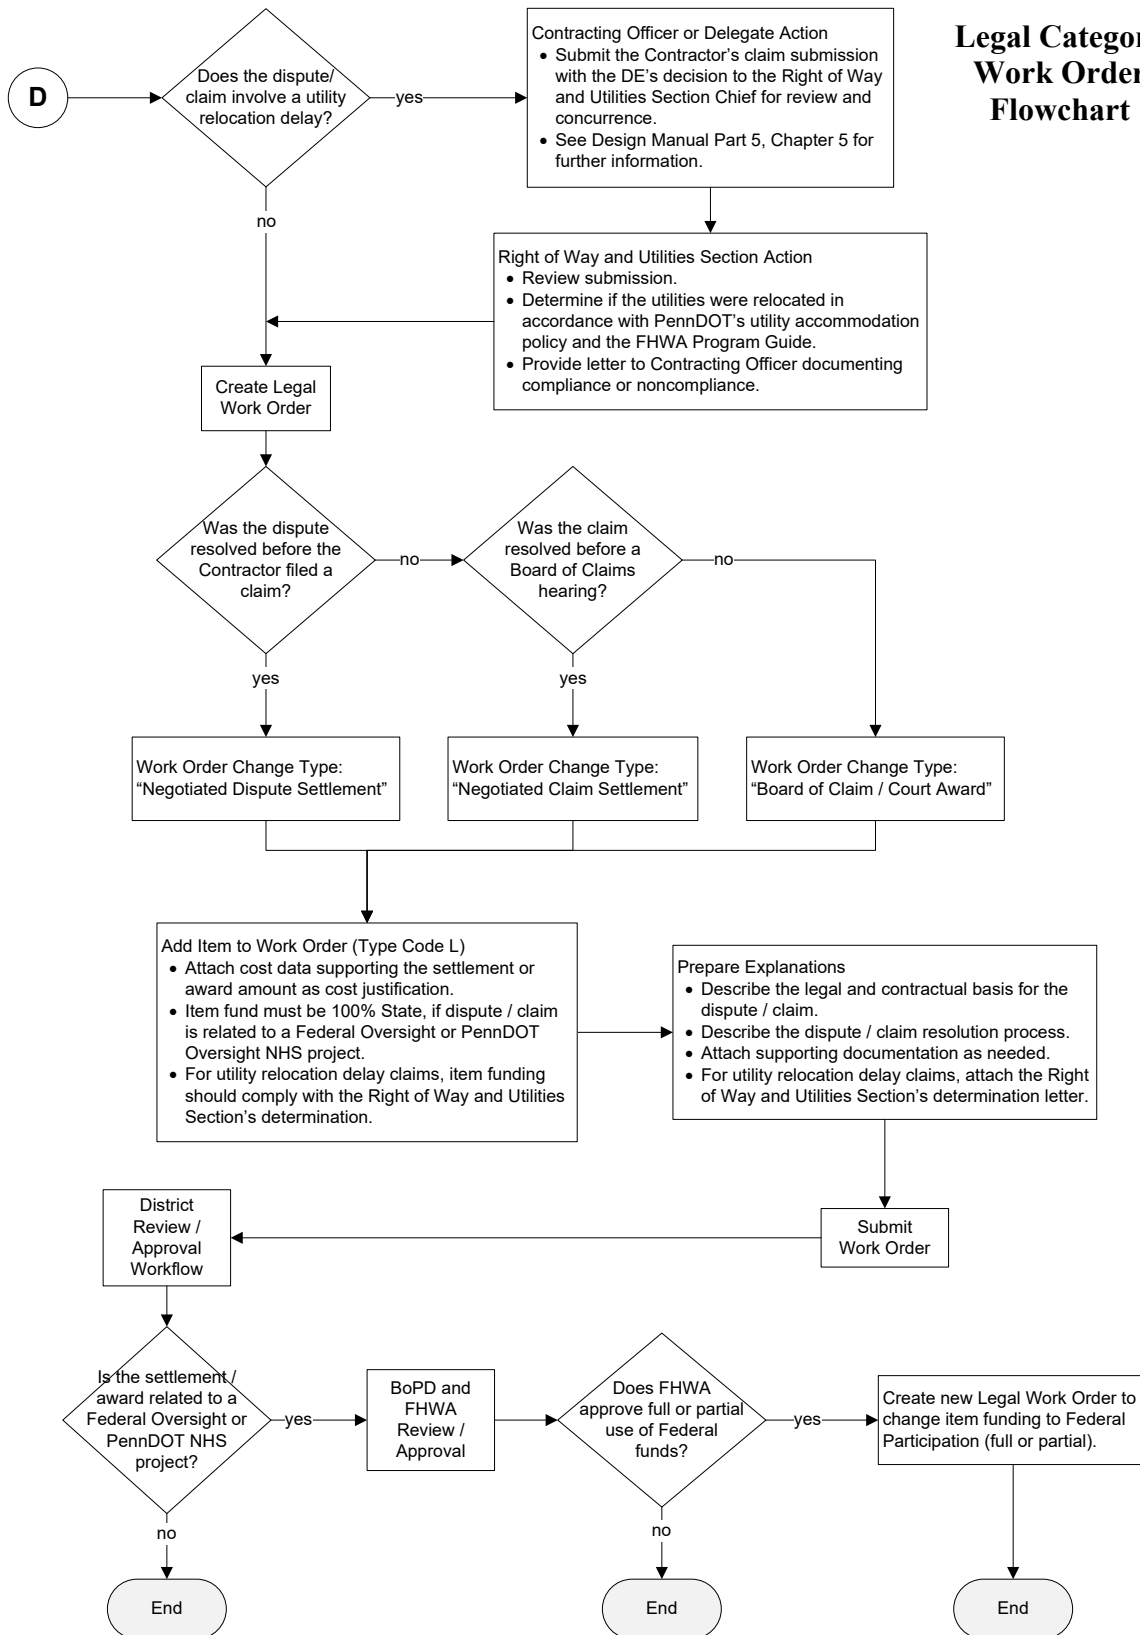 Legal Categor
Work Order
Flowchart
D
Does the dispute/
claim involve a utility
relocation delay?
yes
Contracting Officer or Delegate Action
• Submit the Contractor's claim submission
with the DE's decision to the Right of Way
and Utilities Section Chief for review and
concurrence.
• See Design Manual Part 5, Chapter 5 for
further information.
no
Right of Way and Utilities Section Action
• Review submission.
• Determine if the utilities were relocated in
accordance with PennDOT's utility accommodation
policy and the FHWA Program Guide.
• Provide letter to Contracting Officer documenting
compliance or noncompliance.
Create Legal
Work Order
Was the dispute
resolved before the
Contractor filed a
claim?
no
Was the claim
resolved before a
Board of Claims
hearing?
no
yes
yes
Work Order Change Type:
“Negotiated Dispute Settlement”
Work Order Change Type:
“Negotiated Claim Settlement”
Work Order Change Type:
“Board of Claim / Court Award”
Add Item to Work Order (Type Code L)
• Attach cost data supporting the settlement or
award amount as cost justification.
• Item fund must be 100% State, if dispute / claim
is related to a Federal Oversight or PennDOT
Oversight NHS project.
• For utility relocation delay claims, item funding
should comply with the Right of Way and Utilities
Section's determination.
Prepare Explanations
• Describe the legal and contractual basis for the
dispute / claim.
• Describe the dispute / claim resolution process.
• Attach supporting documentation as needed.
• For utility relocation delay claims, attach the Right
of Way and Utilities Section's determination letter.
Submit
Work Order
District
Review /
Approval
Workflow
Is the settlement /
award related to a
Federal Oversight or
PennDOT NHS
project?
yes
BoPD and
FHWA
Review /
Approval
Does FHWA
approve full or partial
use of Federal
funds?
yes
Create new Legal Work Order to
change item funding to Federal
Participation (full or partial).
no
no
End
End
End